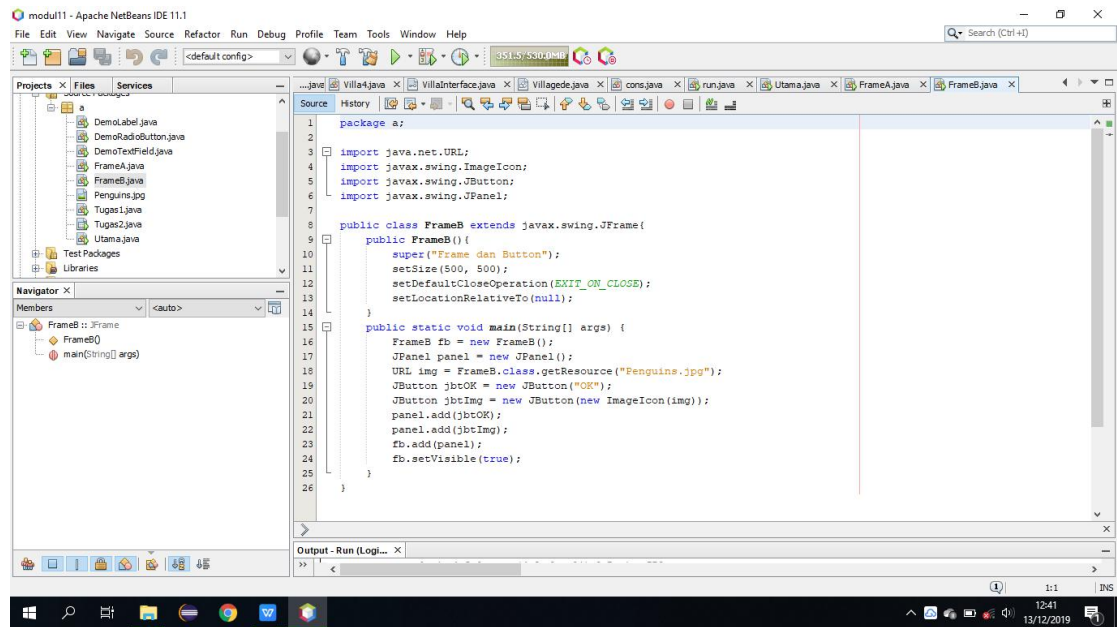 modul11 - Apache NetBeans IDE 11.1
File Edit View Navigate Source Refactor Run Debug Profile Team Tools Window Help
Search (Ctrl+I)
<default config>
351.5/530.0MB
Projects Files Services
a
DemoLabel.java
DemoRadioButton.java
DemoTextField.java
FrameA.java
FrameB.java
Penguins.jpg
Tugas1.java
Tugas2.java
Utama.java
Test Packages
Libraries
Navigator
Members <auto>
FrameB :: JFrame
FrameB()
main(String[] args)
...java Villa4.java VillaInterface.java Villagede.java cons.java run.java Utama.java FrameA.java FrameB.java
Source History
1 package a;
2
3 import java.net.URL;
4 import javax.swing.ImageIcon;
5 import javax.swing.JButton;
6 import javax.swing.JPanel;
7
8 public class FrameB extends javax.swing.JFrame{
9 public FrameB(){
10 super("Frame dan Button");
11 setSize(500, 500);
12 setDefaultCloseOperation(EXIT_ON_CLOSE);
13 setLocationRelativeTo(null);
14 }
15 public static void main(String[] args) {
16 FrameB fb = new FrameB();
17 JPanel panel = new JPanel();
18 URL img = FrameB.class.getResource("Penguins.jpg");
19 JButton jbtOK = new JButton("OK");
20 JButton jbtImg = new JButton(new ImageIcon(img));
21 panel.add(jbtOK);
22 panel.add(jbtImg);
23 fb.add(panel);
24 fb.setVisible(true);
25 }
26 }
Output - Run (Logi...
1:1 INS
12:41
13/12/2019